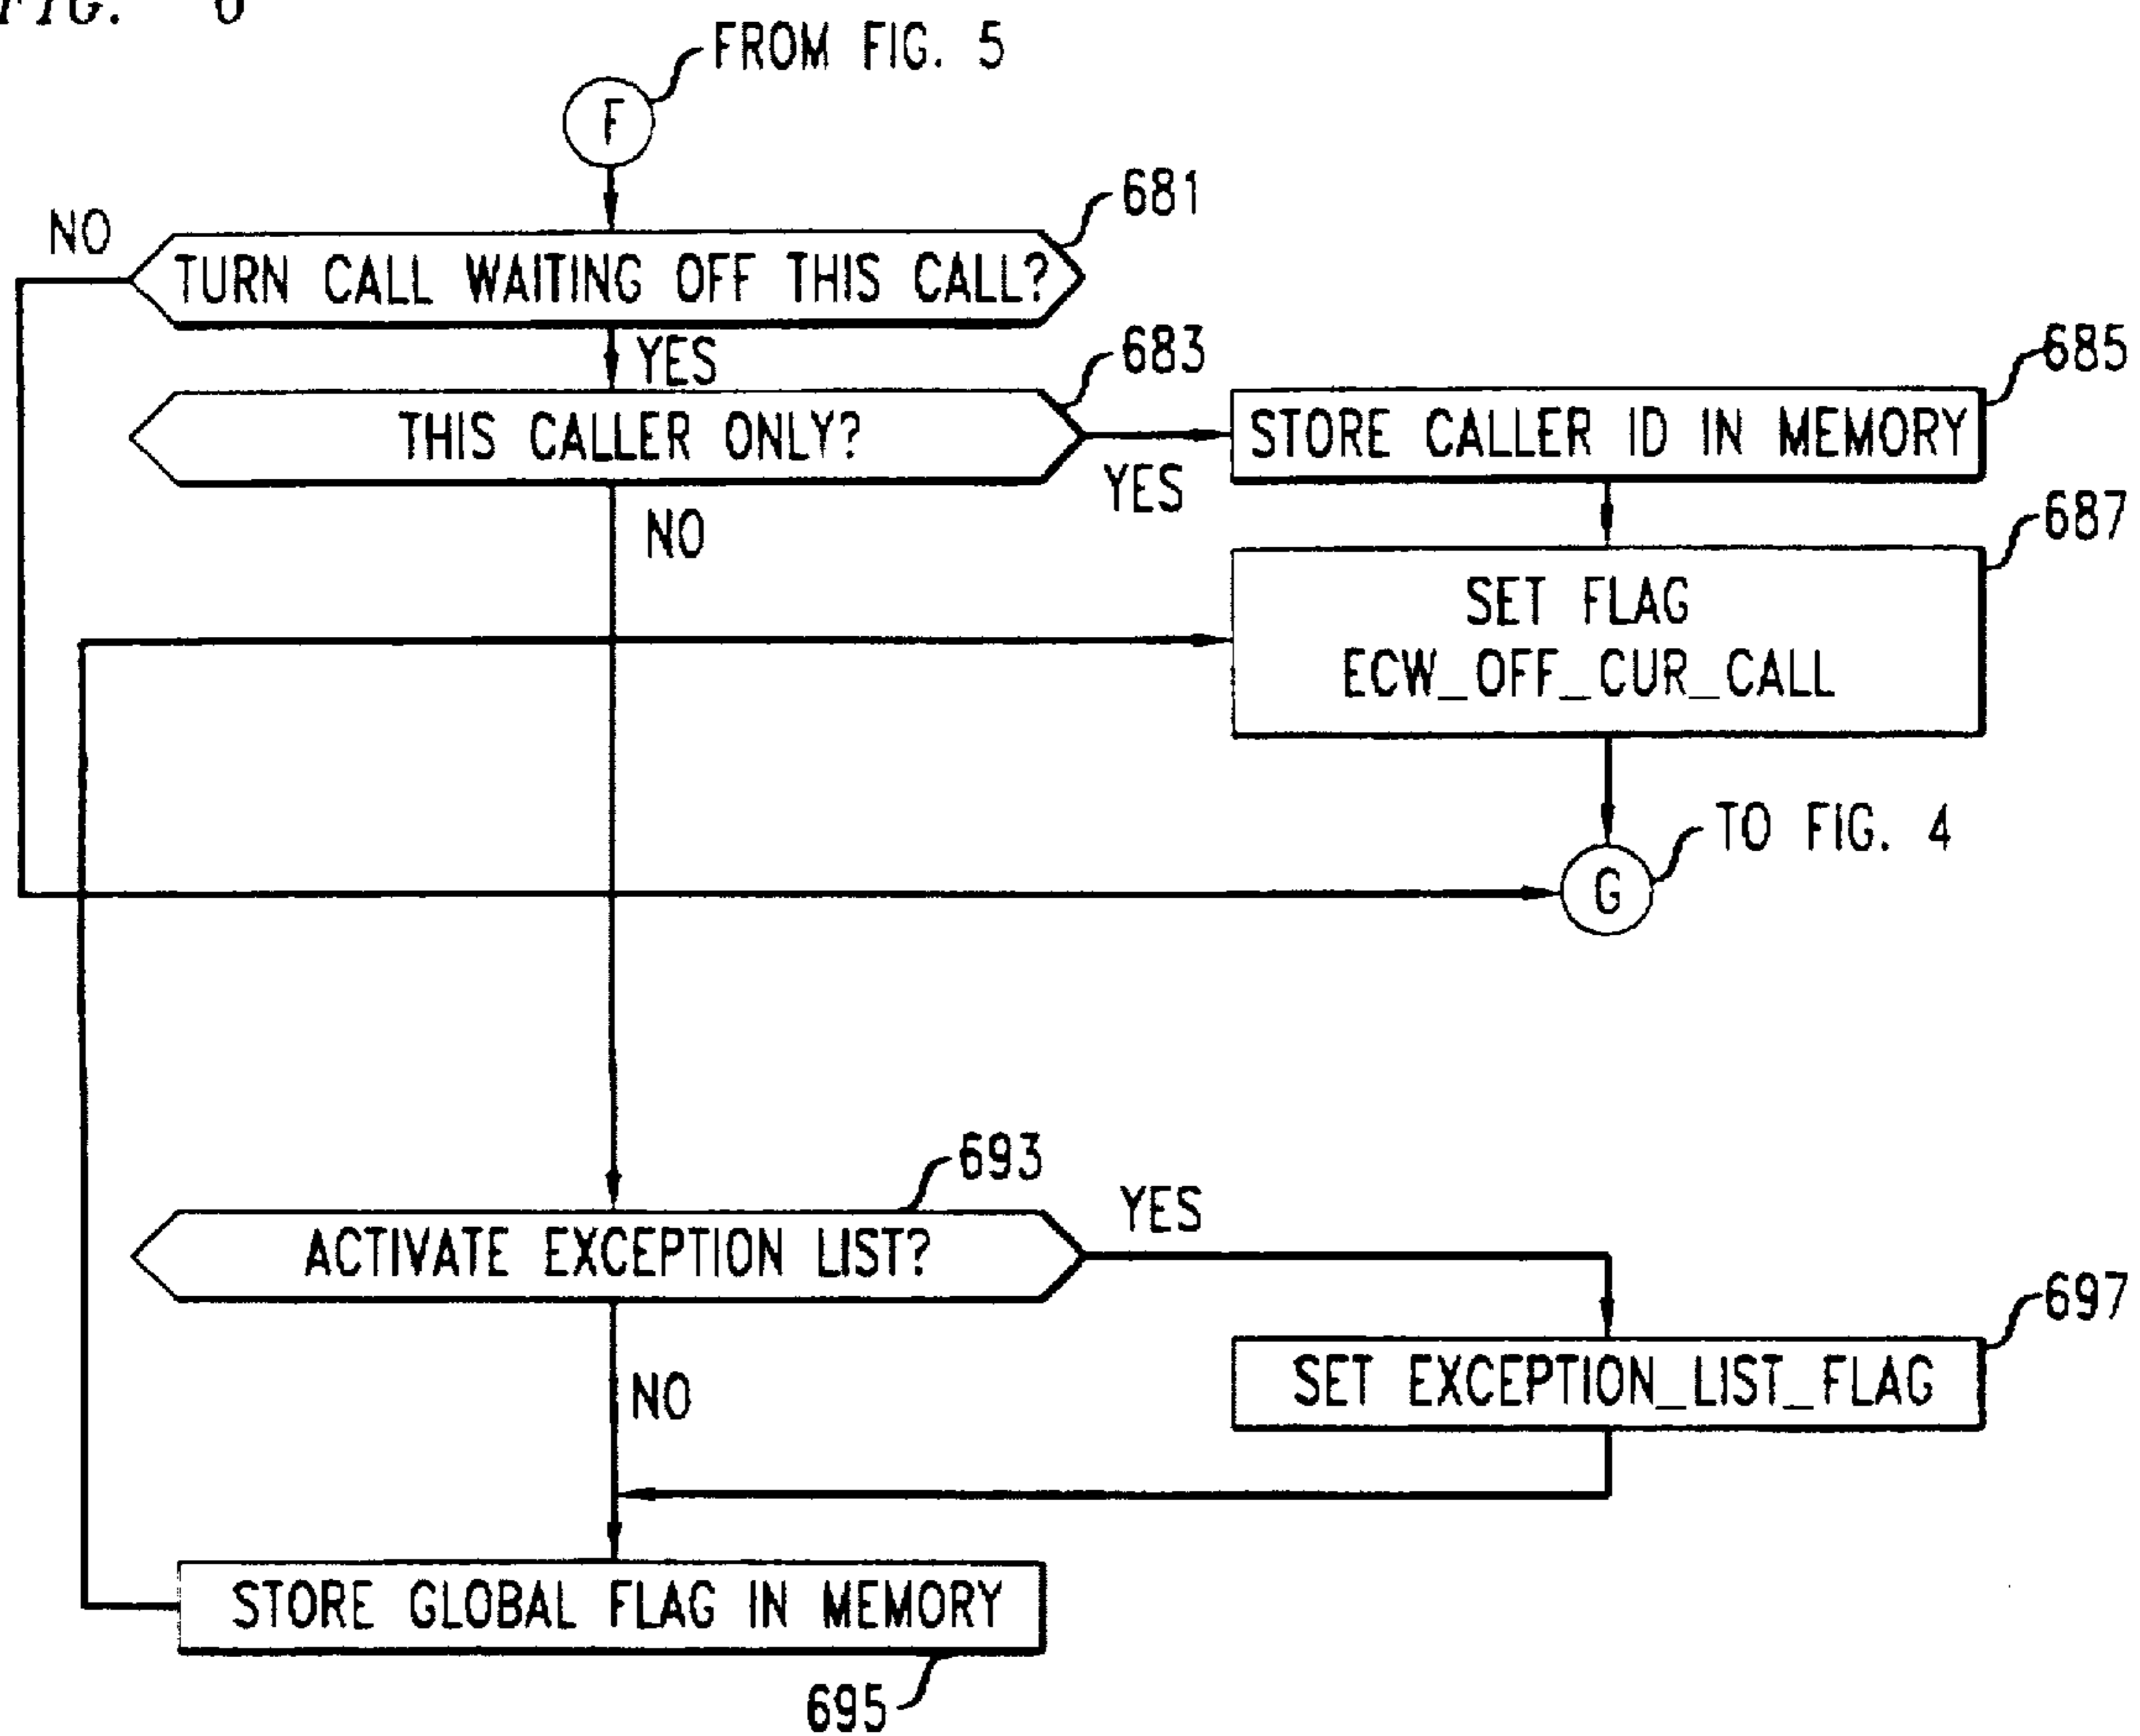 FIG. 6
FROM FIG. 5
F
681
NO
TURN CALL WAITING OFF THIS CALL?
YES
683
685
THIS CALLER ONLY?
STORE CALLER ID IN MEMORY
YES
NO
687
SET FLAG
ECW_OFF_CUR_CALL
TO FIG. 4
G
693
YES
ACTIVATE EXCEPTION LIST?
697
NO
SET EXCEPTION_LIST_FLAG
STORE GLOBAL FLAG IN MEMORY
695